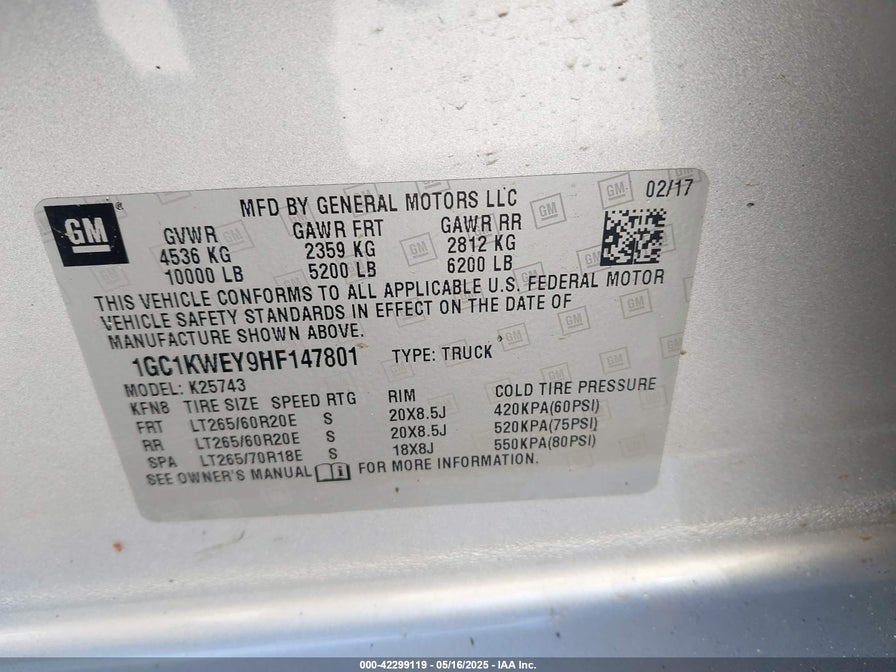 GM
®
MFD BY GENERAL MOTORS LLC
02/17
GVWR GAWR FRT GAWR RR
4536 KG 2359 KG 2812 KG
10000 LB 5200 LB 6200 LB
THIS VEHICLE CONFORMS TO ALL APPLICABLE U.S. FEDERAL MOTOR
VEHICLE SAFETY STANDARDS IN EFFECT ON THE DATE OF
MANUFACTURE SHOWN ABOVE.
1GC1KWEY9HF147801 TYPE: TRUCK
MODEL: K25743
KFN8 TIRE SIZE SPEED RTG RIM COLD TIRE PRESSURE
FRT LT265/60R20E S 20X8.5J 420KPA(60PSI)
RR LT265/60R20E S 20X8.5J 520KPA(75PSI)
SPA LT265/70R18E S 18X8J 550KPA(80PSI)
SEE OWNER'S MANUAL FOR MORE INFORMATION.
000-42299119 - 05/16/2025 - IAA Inc.